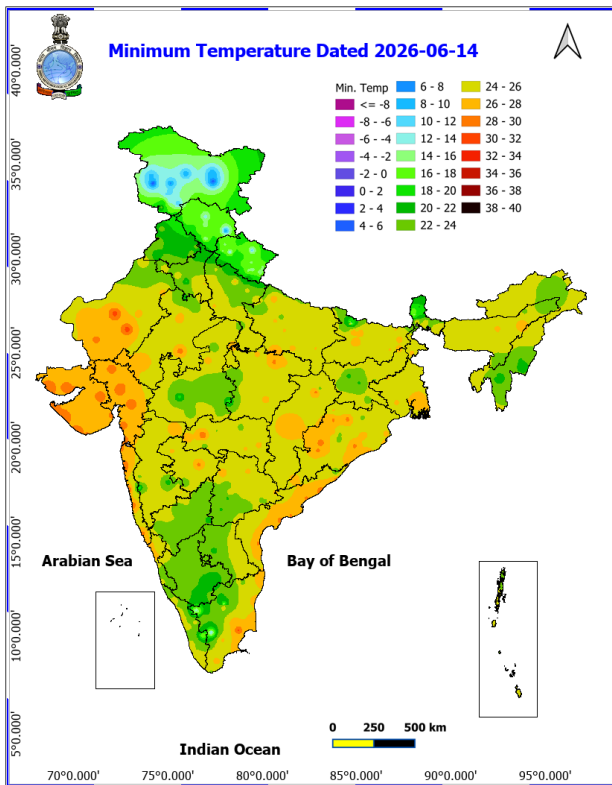 Minimum Temperature Dated 2026-06-14
Min. Temp
<= -8
-8 - -6
-6 - -4
-4 - -2
-2 - 0
0 - 2
2 - 4
4 - 6
6 - 8
8 - 10
10 - 12
12 - 14
14 - 16
16 - 18
18 - 20
20 - 22
22 - 24
24 - 26
26 - 28
28 - 30
30 - 32
32 - 34
34 - 36
36 - 38
38 - 40
40°0.000'
35°0.000'
30°0.000'
25°0.000'
20°0.000'
15°0.000'
10°0.000'
5°0.000'
Arabian Sea
Bay of Bengal
Indian Ocean
0 250 500 km
70°0.000' 75°0.000' 80°0.000' 85°0.000' 90°0.000' 95°0.000'